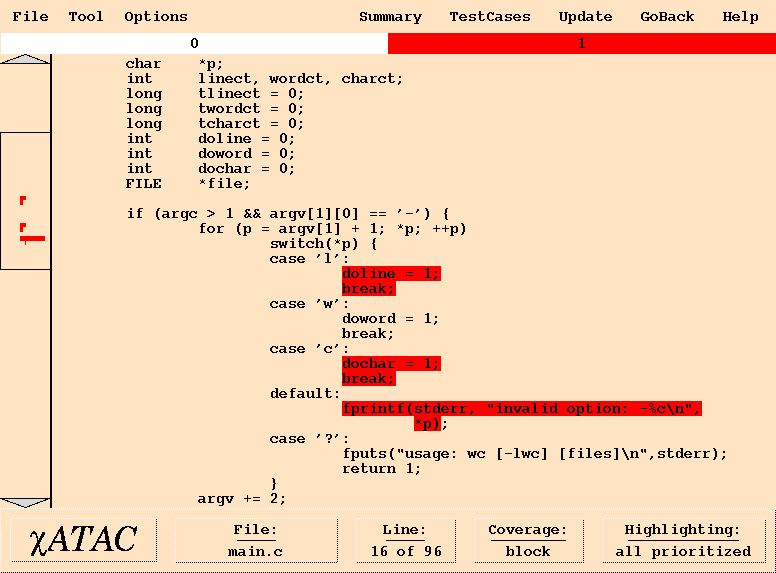 File Tool Options Summary TestCases Update GoBack Help
0 1
char *p;
int linect, wordct, charct;
long tlinect = 0;
long twordct = 0;
long tcharct = 0;
int doline = 0;
int doword = 0;
int dochar = 0;
FILE *file;
if (argc > 1 && argv[1][0] == '-') {
for (p = argv[1] + 1; *p; ++p)
switch(*p) {
case 'l':
doline = 1;
break;
case 'w':
doword = 1;
break;
case 'c':
dochar = 1;
break;
default:
fprintf(stderr, "invalid option: -%c\n",
*p);
case '?':
fputs("usage: wc [-lwc] [files]\n",stderr);
return 1;
}
argv += 2;
χATAC File: Line: Coverage: Highlighting:
main.c 16 of 96 block all prioritized